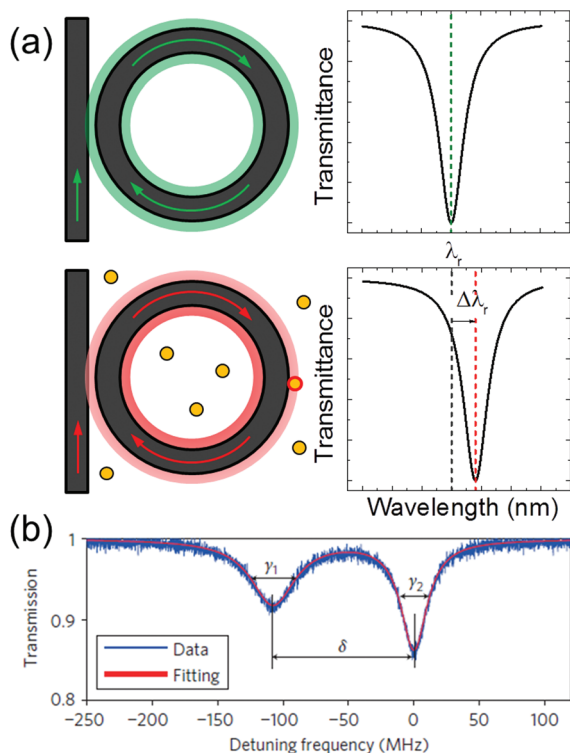 (a)
Transmittance
λr
Transmittance
Δλr
Wavelength (nm)
(b)
Transmission
1
0.9
0.8
γ1
γ2
δ
Data
Fitting
−250 −200 −150 −100 −50 0 50 100
Detuning frequency (MHz)